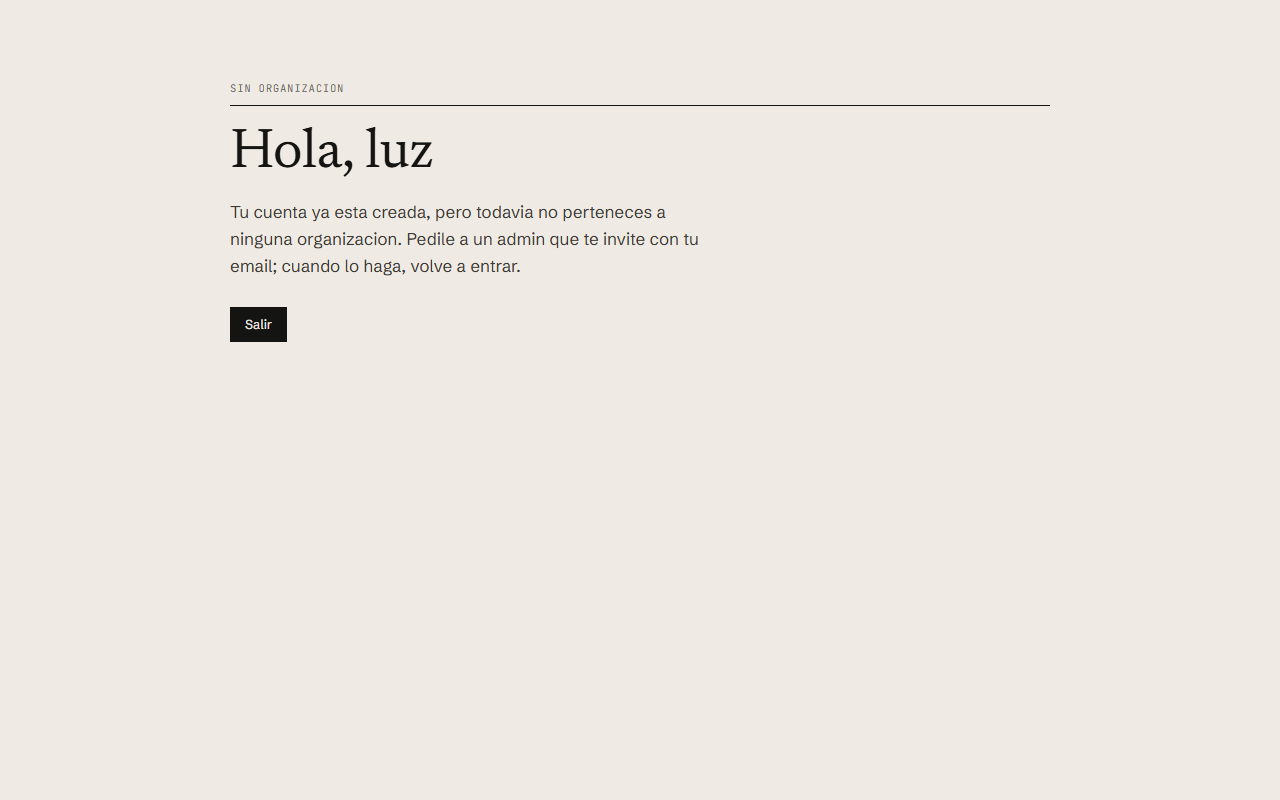 SIN ORGANIZACION
Hola, luz
Tu cuenta ya esta creada, pero todavia no perteneces a
ninguna organizacion. Pedile a un admin que te invite con tu
email; cuando lo haga, volve a entrar.
Salir